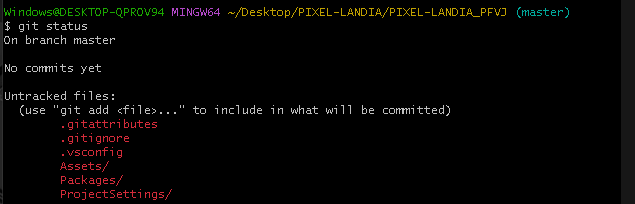 Windows@DESKTOP-QPROV94 MINGW64 ~/Desktop/PIXEL-LANDIA/PIXEL-LANDIA_PFVJ (master)
$ git status
On branch master
No commits yet
Untracked files:
(use "git add <file>..." to include in what will be committed)
.gitattributes
.gitignore
.vsconfig
Assets/
Packages/
ProjectSettings/